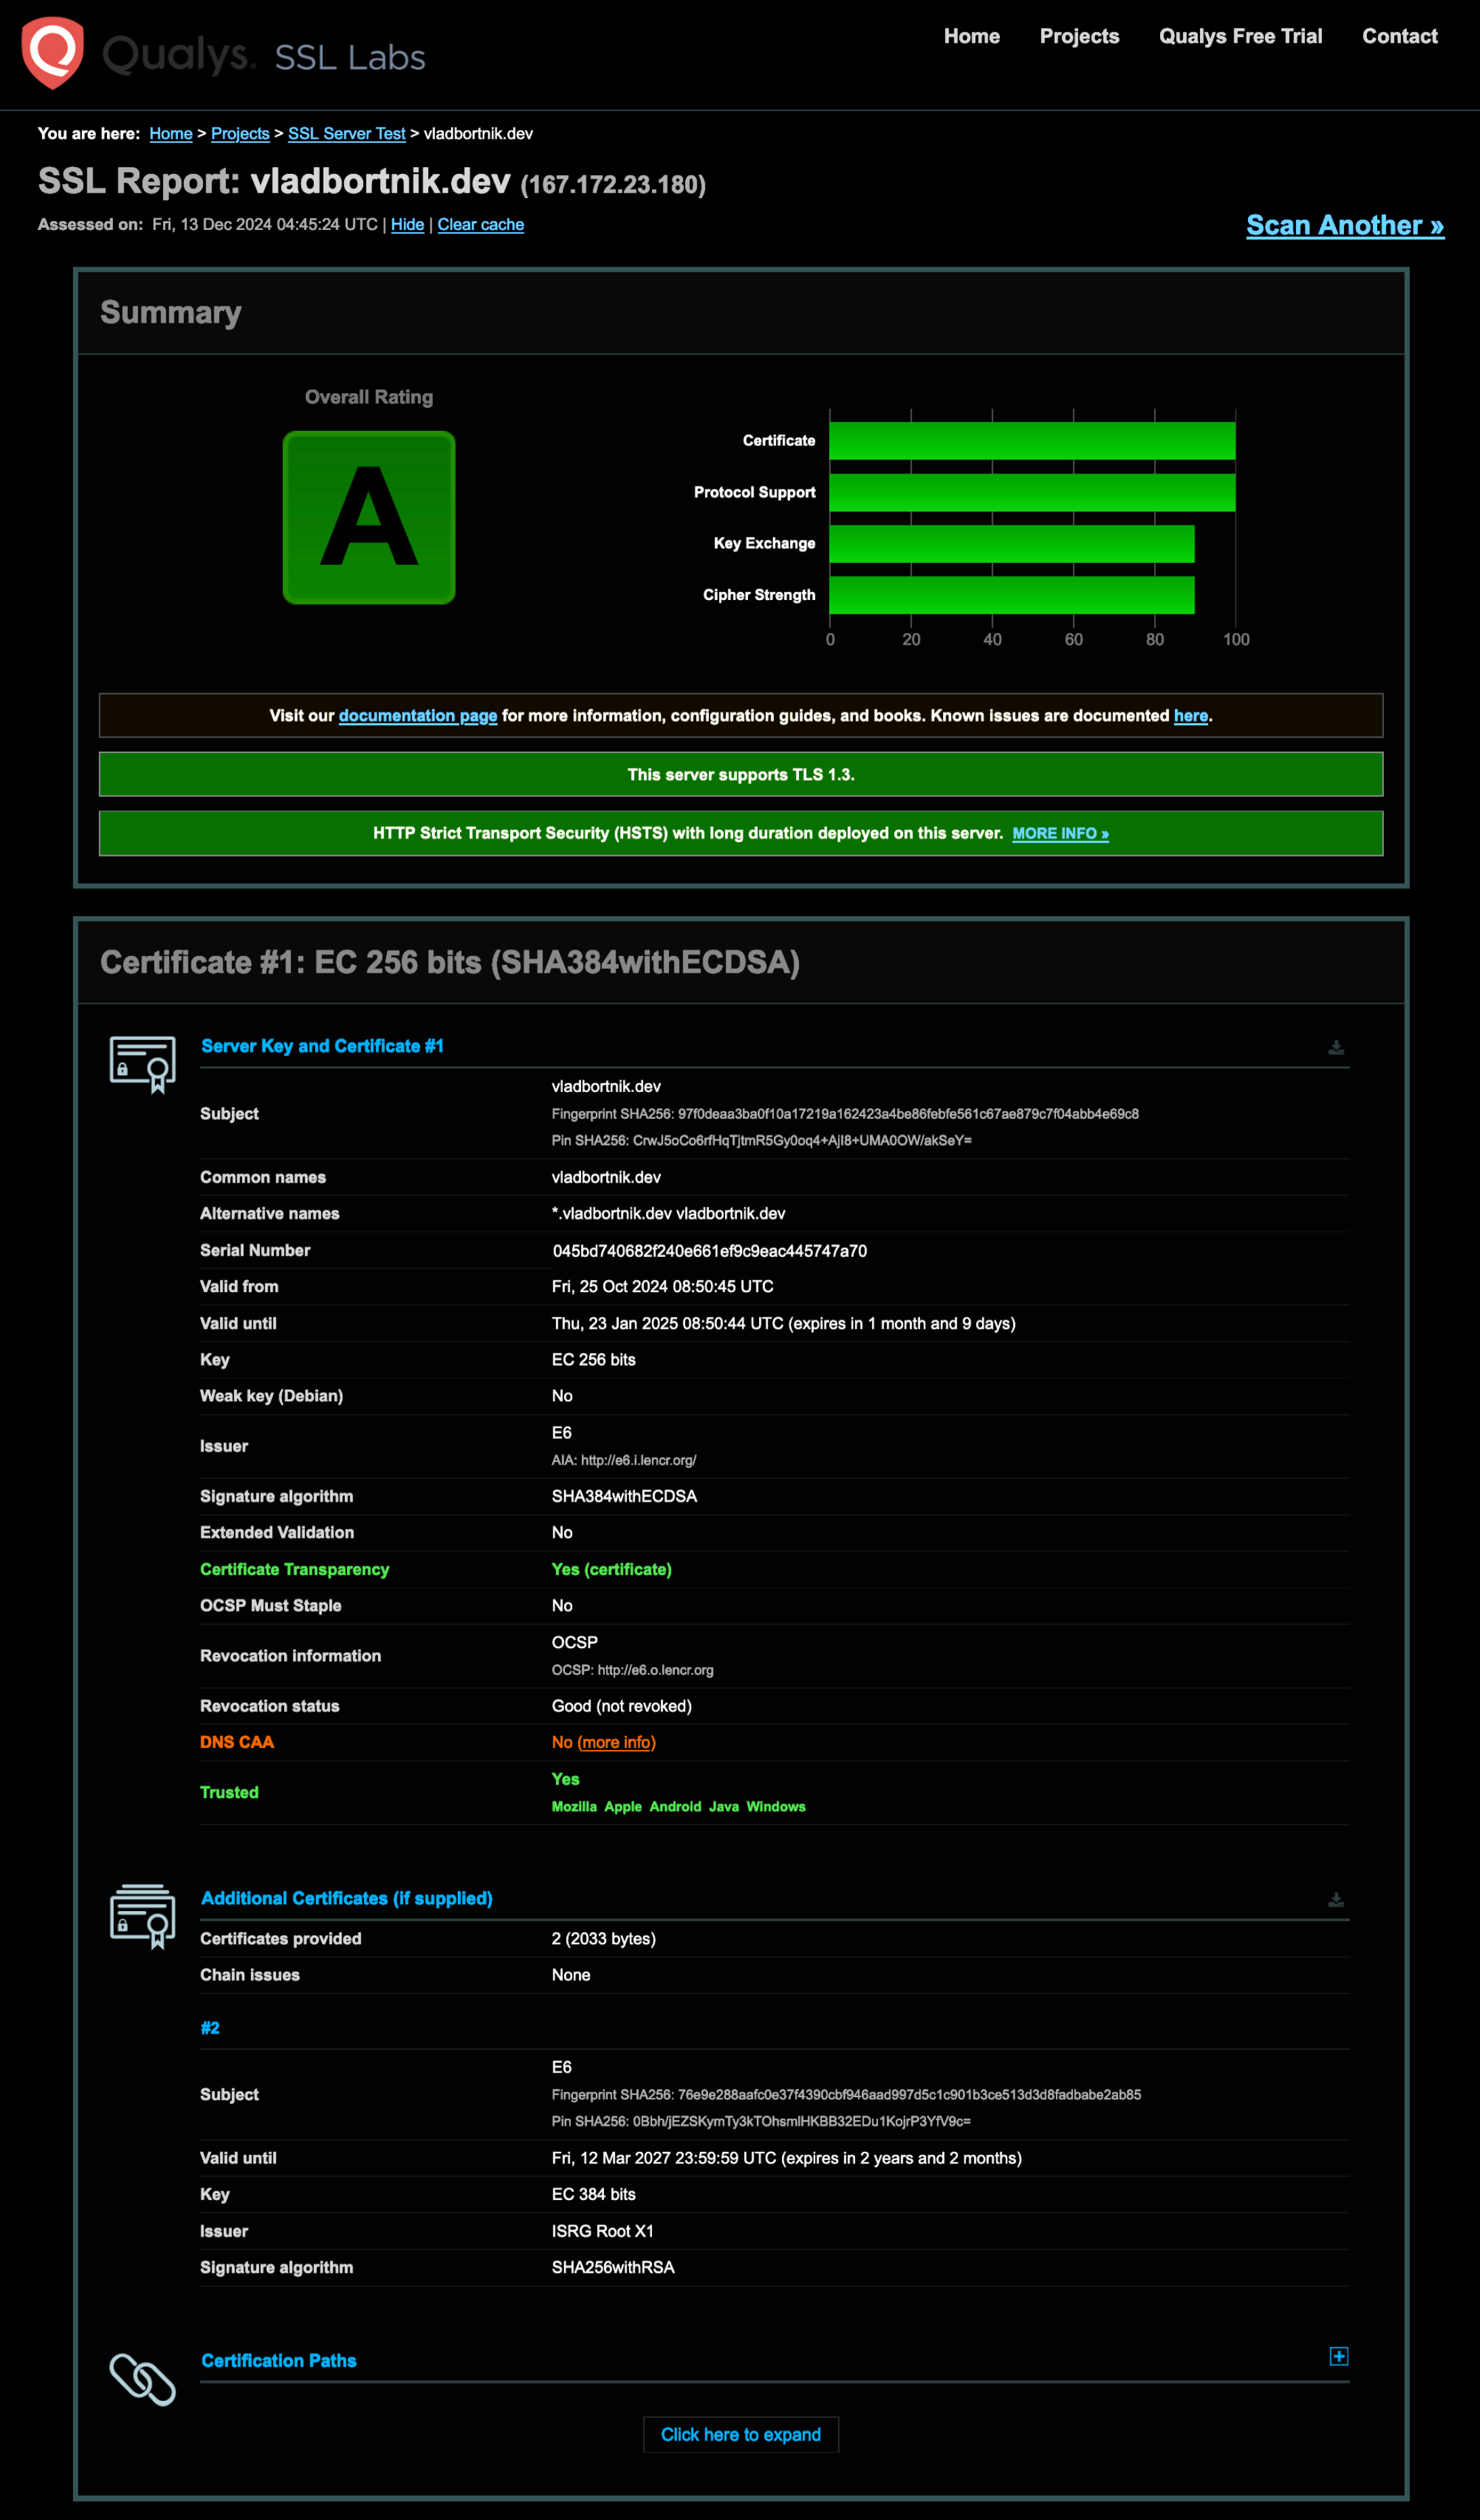 Qualys. SSL Labs
Home Projects Qualys Free Trial Contact
You are here: Home > Projects > SSL Server Test > vladbortnik.dev
SSL Report: vladbortnik.dev (167.172.23.180)
Assessed on: Fri, 13 Dec 2024 04:45:24 UTC | Hide | Clear cache
Scan Another »
Summary
Overall Rating
A
Certificate
Protocol Support
Key Exchange
Cipher Strength
0 20 40 60 80 100
Visit our documentation page for more information, configuration guides, and books. Known issues are documented here.
This server supports TLS 1.3.
HTTP Strict Transport Security (HSTS) with long duration deployed on this server. MORE INFO »
Certificate #1: EC 256 bits (SHA384withECDSA)
Server Key and Certificate #1
Subject
vladbortnik.dev
Fingerprint SHA256: 97f0deaa3ba0f10a17219a162423a4be86febfe561c67ae879c7f04abb4e69c8
Pin SHA256: CrwJ5oCo6rfHqTjtmR5Gy0oq4+AjI8+UMA0OW/akSeY=
Common names vladbortnik.dev
Alternative names *.vladbortnik.dev vladbortnik.dev
Serial Number 045bd740682f240e661ef9c9eac445747a70
Valid from Fri, 25 Oct 2024 08:50:45 UTC
Valid until Thu, 23 Jan 2025 08:50:44 UTC (expires in 1 month and 9 days)
Key EC 256 bits
Weak key (Debian) No
Issuer
E6
AIA: http://e6.i.lencr.org/
Signature algorithm SHA384withECDSA
Extended Validation No
Certificate Transparency Yes (certificate)
OCSP Must Staple No
Revocation information
OCSP
OCSP: http://e6.o.lencr.org
Revocation status Good (not revoked)
DNS CAA No (more info)
Trusted
Yes
Mozilla Apple Android Java Windows
Additional Certificates (if supplied)
Certificates provided 2 (2033 bytes)
Chain issues None
#2
Subject
E6
Fingerprint SHA256: 76e9e288aafc0e37f4390cbf946aad997d5c1c901b3ce513d3d8fadbabe2ab85
Pin SHA256: 0Bbh/jEZSKymTy3kTOhsmlHKBB32EDu1KojrP3YfV9c=
Valid until Fri, 12 Mar 2027 23:59:59 UTC (expires in 2 years and 2 months)
Key EC 384 bits
Issuer ISRG Root X1
Signature algorithm SHA256withRSA
Certification Paths
Click here to expand